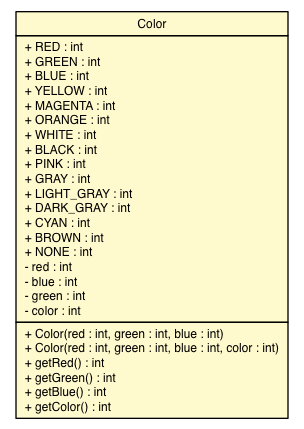 Color
+ RED : int
+ GREEN : int
+ BLUE : int
+ YELLOW : int
+ MAGENTA : int
+ ORANGE : int
+ WHITE : int
+ BLACK : int
+ PINK : int
+ GRAY : int
+ LIGHT_GRAY : int
+ DARK_GRAY : int
+ CYAN : int
+ BROWN : int
+ NONE : int
- red : int
- blue : int
- green : int
- color : int
+ Color(red : int, green : int, blue : int)
+ Color(red : int, green : int, blue : int, color : int)
+ getRed() : int
+ getGreen() : int
+ getBlue() : int
+ getColor() : int